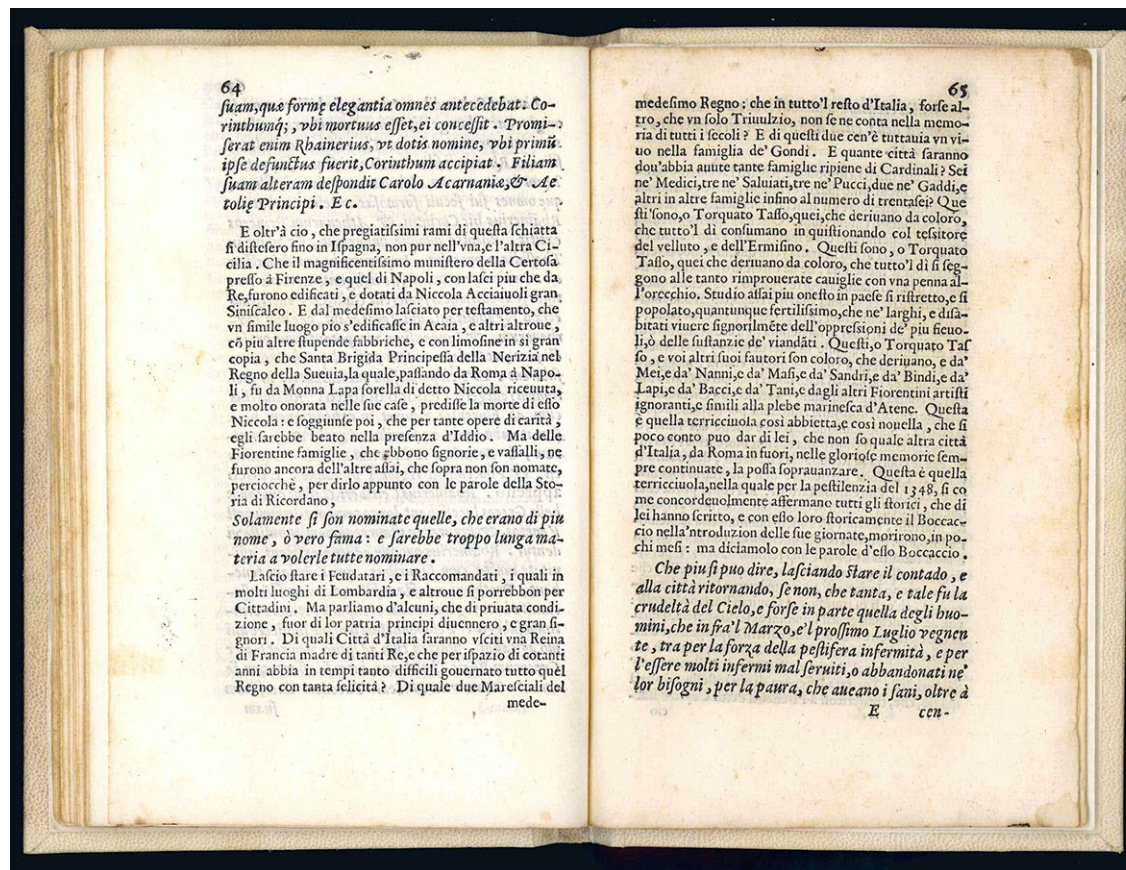 64
ſuam,quæ formę elegantia omnes antecedebat. Co-
rinthumq́;, vbi mortuus eſſet,ei conceſſit. Promi-
ſerat enim Rhainerius, vt dotis nomine, vbi primũ
ipſe defunctus fuerit,Corinthum accipiat. Filiam
ſuam alteram deſpondit Carolo Acarnaniæ,& Ae
tolię Principi. Ec.
E oltr'à cio, che pregiatiſsimi rami di queſta ſchiatta
ſi diſteſero fino in Iſpagna, non pur nell'vna,e l'altra Ci-
cilia. Che il magnificentiſsimo muniſtero della Certoſa
preſſo à Firenze, e quel di Napoli, con laſci piu che da
Re,furono edificati, e dotati da Niccola Acciaiuoli gran
Siniſcalco. E dal medeſimo laſciato per teſtamento, che
vn ſimile luogo pio s'edificaſſe in Acaia, e altri altroue,
cõ piu altre ſtupende fabbriche, e con limoſine in si gran
copia, che Santa Brigida Principeſſa della Nerizia nel
Regno della Sueuia,la quale,paſſando da Roma à Napo-
li, fu da Monna Lapa ſorella di detto Niccola riceuuta,
e molto onorata nelle ſue caſe, prediſſe la morte di eſſo
Niccola: e ſoggiunſe poi, che per tante opere di carità,
egli ſarebbe beato nella preſenza d'Iddio. Ma delle
Fiorentine famiglie, che ebbono ſignorie, e vaſſalli, ne
furono ancora dell'altre aſſai, che ſopra non ſon nomate,
perciocchè, per dirlo appunto con le parole della Sto-
ria di Ricordano,
Solamente ſi ſon nominate quelle, che erano di piu
nome, ò vero fama: e ſarebbe troppo lunga ma-
teria a volerle tutte nominare.
Laſcio ſtare i Feudatari, e i Raccomandati, i quali in
molti luoghi di Lombardia, e altroue ſi porrebbon per
Cittadini. Ma parliamo d'alcuni, che di priuata condi-
zione, fuor di lor patria principi diuennero, e gran ſi-
gnori. Di quali Città d'Italia ſaranno vſciti vna Reina
di Francia madre di tanti Re,e che per iſpazio di cotanti
anni abbia in tempi tanto difficili gouernato tutto quel
Regno con tanta felicità? Di quale due Mareſciali del
mede-
65
medeſimo Regno; che in tutto'l reſto d'Italia, forſe al-
tro, che vn ſolo Triuulzio, non ſe ne conta nella memo-
ria di tutti i ſecoli? E di queſti due cen'è tuttauia vn vi-
uo nella famiglia de' Gondi. E quante città ſaranno
dou'abbia auute tante famiglie ripiene di Cardinali? Sei
ne' Medici,tre ne' Saluiati,tre ne' Pucci,due ne' Gaddi,e
altri in altre famiglie infino al numero di trentaſei? Que
ſti ſono,o Torquato Taſſo,quei,che deriuano da coloro,
che tutto'l dì conſumano in quiſtionando col teſsitore
del velluto, e dell'Ermiſino. Queſti ſono, o Torquato
Taſſo, quei che deriuano da coloro, che tutto'l dì ſi ſeg-
gono alle tanto rimprouerate cauiglie con vna penna al-
l'orecchio. Studio aſſai piu oneſto in paeſe ſi riſtretto,e ſi
popolato,quantunque fertiliſsimo,che ne' larghi, e diſa-
bitati viuere ſignorilmẽte dell'oppreſsioni de' piu fieuo-
li,ò delle ſuſtanzie de' viandãti. Queſti,o Torquato Taſ
ſo, e voi altri ſuoi fautori ſon coloro, che deriuano, e da'
Mei,e da' Nanni,e da' Maſi,e da' Sandri,e da' Bindi,e da'
Lapi,e da' Bacci,e da' Tani,e dagli altri Fiorentini artiſti
ignoranti,e ſimili alla plebe marineſca d'Atene. Queſta
è quella terricciuola così abbietta,e così nouella, che ſi
poco conto puo dar di lei, che non ſo quale altra città
d'Italia, da Roma in fuori, nelle glorioſe memorie ſem-
pre continuate, la poſſa ſoprauanzare. Queſta è quella
terricciuola,nella quale per la peſtilenzia del 1348, ſi co
me concordeuolmente affermano tutti gli ſtorici, che di
lei hanno ſcritto, e con eſſo loro ſtoricamente il Boccac-
cio nella'ntroduzion delle ſue giornate,morirono,in po-
chi meſi: ma diciamolo con le parole d'eſſo Boccaccio.
Che piu ſi puo dire, laſciando ſtare il contado, e
alla città ritornando, ſe non, che tanta, e tale fu la
crudeltà del Cielo,e forſe in parte quella degli huo-
mini,che infra'l Marzo,e'l proſſimo Luglio vegnen
te, tra per la forza della peſtifera infermità, e per
l'eſſere molti infermi mal ſeruiti,o abbandonati ne'
lor biſogni, per la paura, che aueano i ſani, oltre à
E cen-